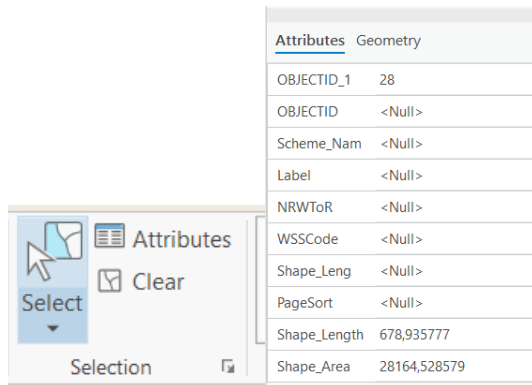 Attributes Geometry
OBJECTID_1 28
OBJECTID <Null>
Scheme_Nam <Null>
Label <Null>
NRWToR <Null>
WSSCode <Null>
Shape_Leng <Null>
PageSort <Null>
Shape_Length 678,935777
Shape_Area 28164,528579
Attributes
Clear
Select
Selection